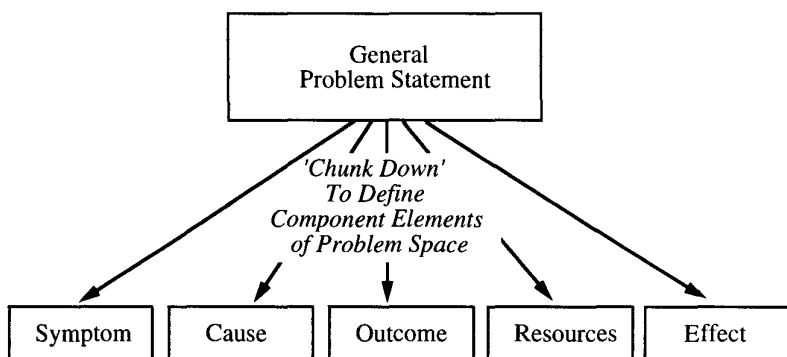 General
Problem Statement
'Chunk Down'
To Define
Component Elements
of Problem Space
Symptom
Cause
Outcome
Resources
Effect